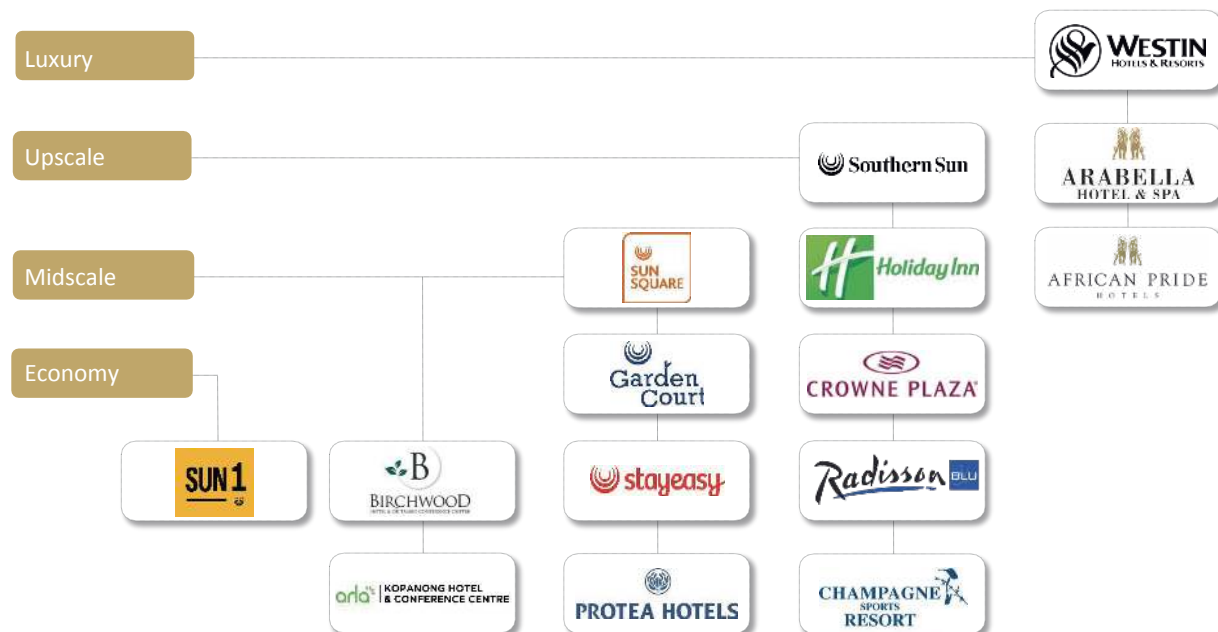 Luxury
WESTIN
HOTELS & RESORTS
Upscale
Southern Sun
ARABELLA
HOTEL & SPA
Midscale
SUN
SQUARE
Holiday Inn
AFRICAN PRIDE
HOTELS
Economy
Garden
Court
CROWNE PLAZA
SUN 1
B
BIRCHWOOD
stayeasy
Radisson BLU
arla KOPANONG HOTEL
& CONFERENCE CENTRE
PROTEA HOTELS
CHAMPAGNE
SPORTS
RESORT